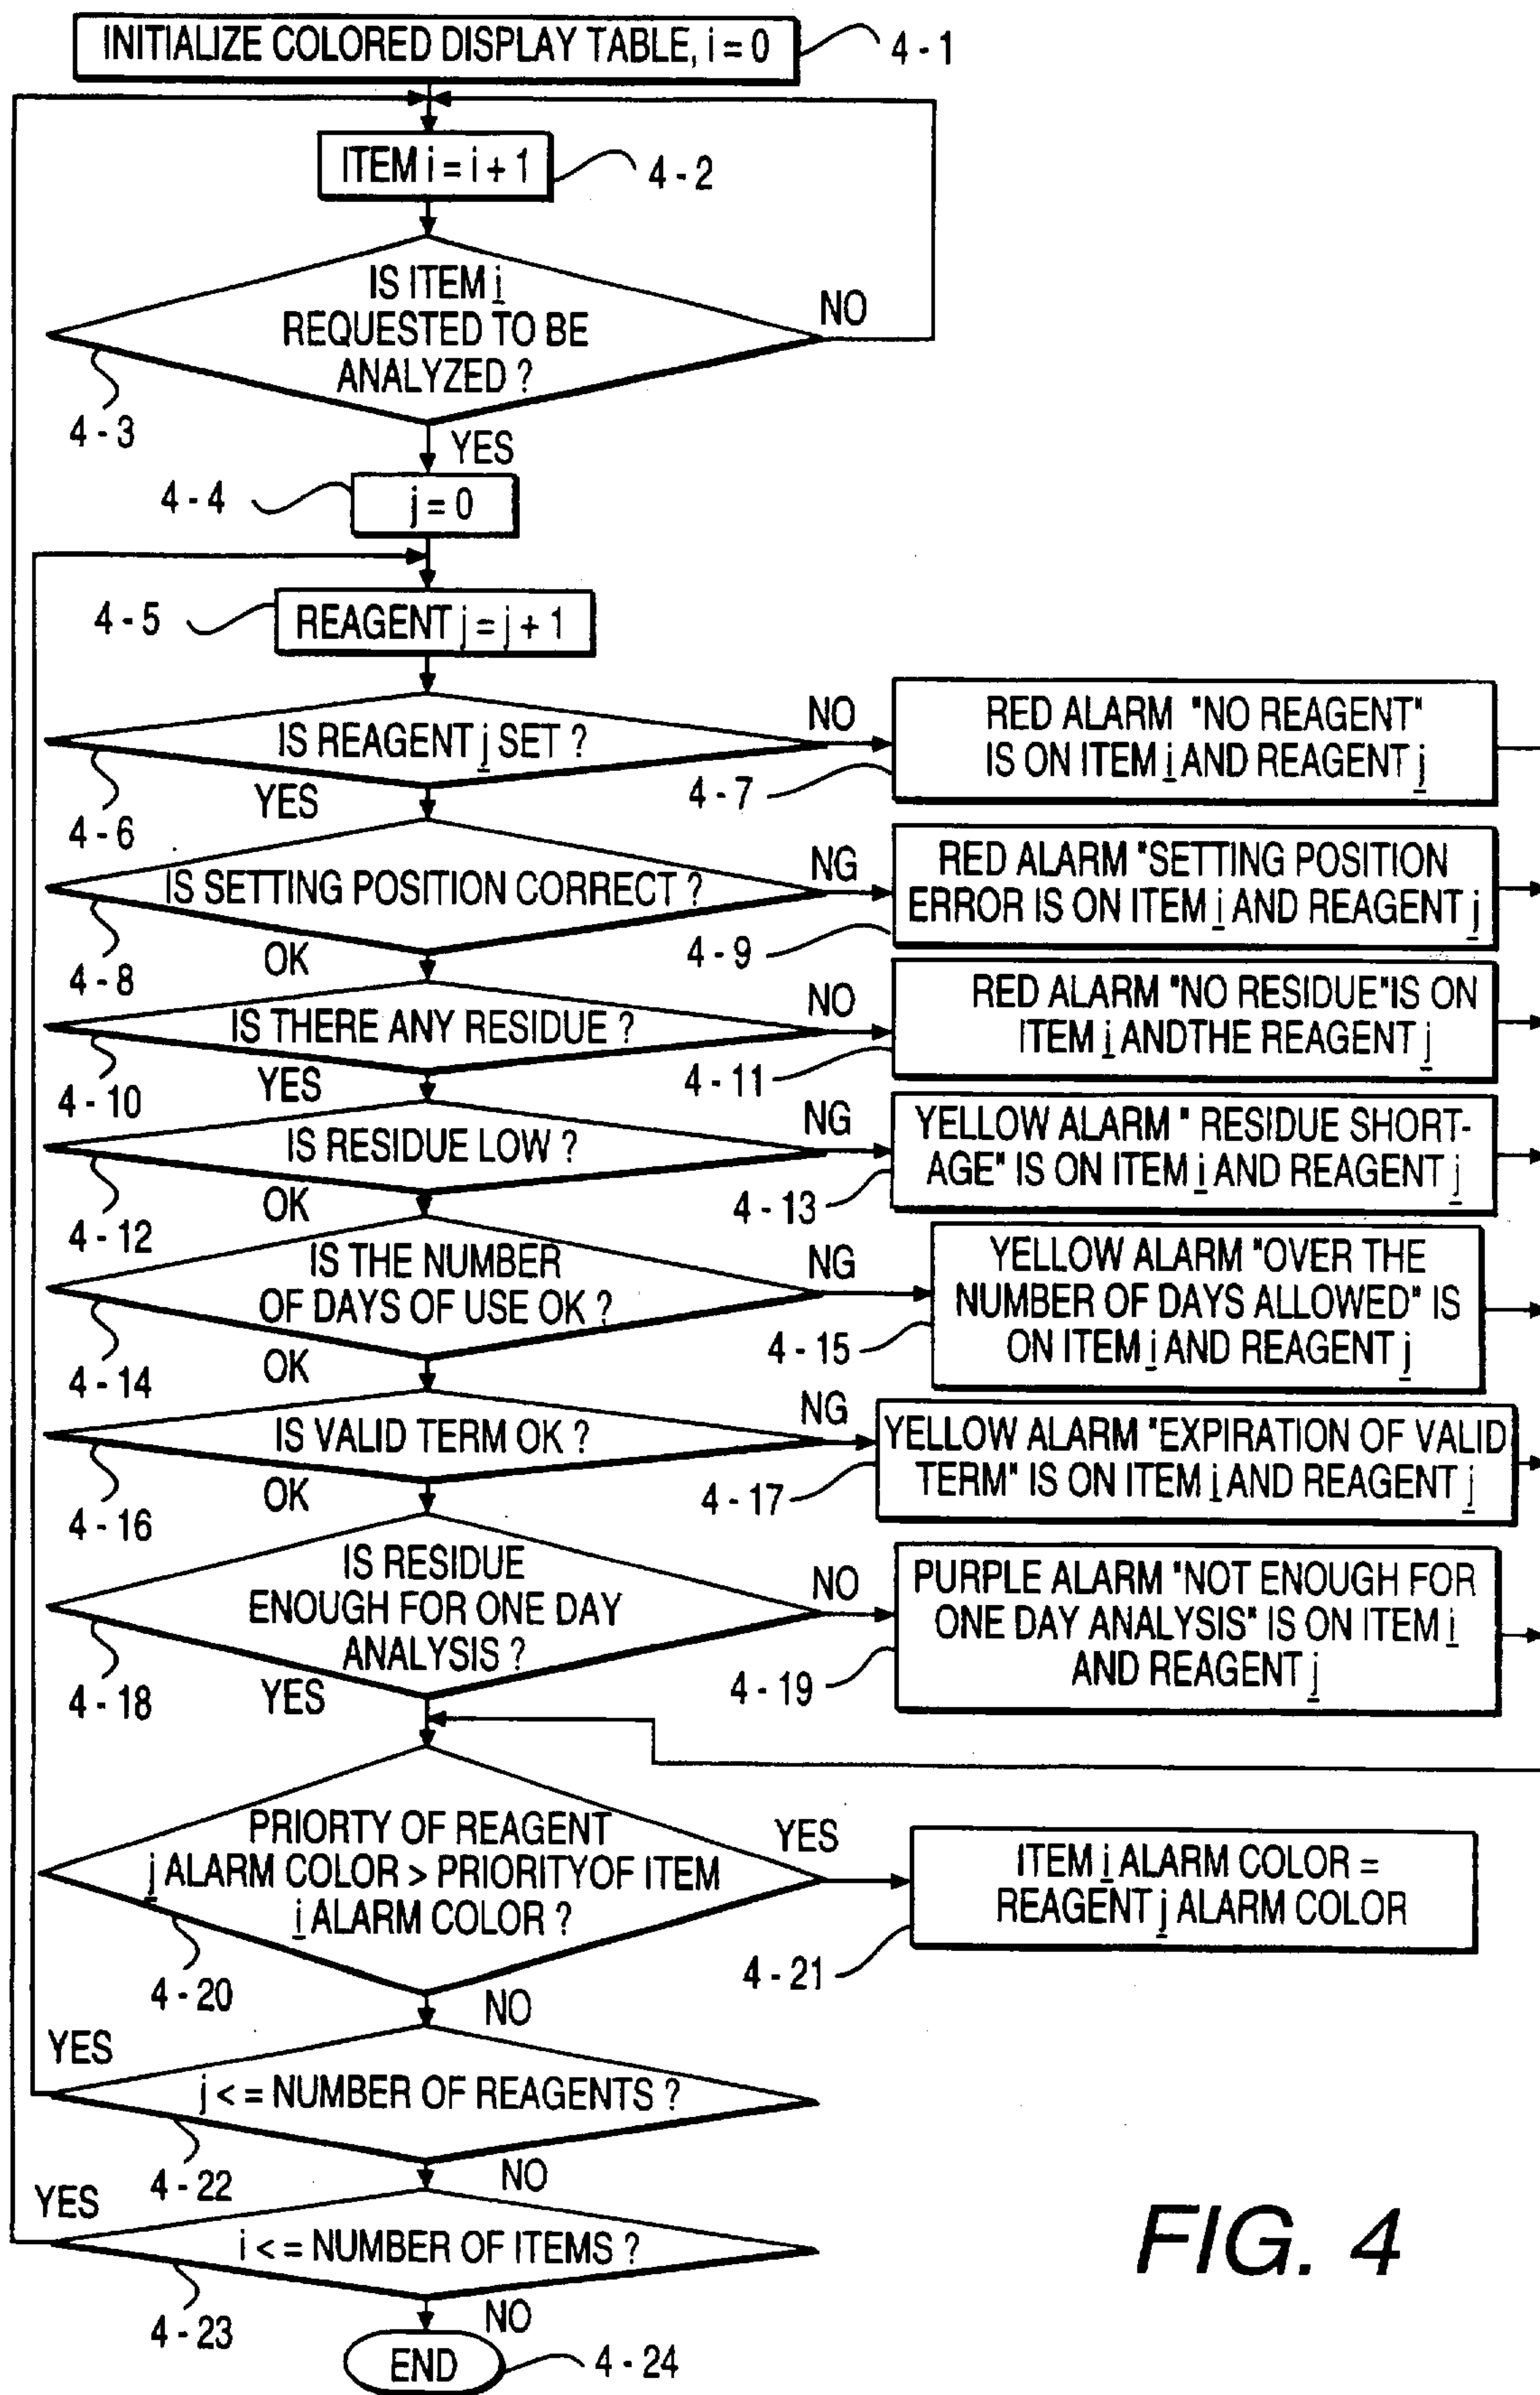 INITIALIZE COLORED DISPLAY TABLE, i = 0
4 - 1
ITEM i = i + 1
4 - 2
IS ITEM i
REQUESTED TO BE
ANALYZED ?
NO
4 - 3
YES
4 - 4
j = 0
4 - 5
REAGENT j = j + 1
IS REAGENT j SET ?
NO
4 - 6
YES
RED ALARM "NO REAGENT"
IS ON ITEM i AND REAGENT j
4 - 7
IS SETTING POSITION CORRECT ?
NG
4 - 8
OK
RED ALARM "SETTING POSITION
ERROR IS ON ITEM i AND REAGENT j
4 - 9
IS THERE ANY RESIDUE ?
NO
4 - 10
YES
RED ALARM "NO RESIDUE"IS ON
ITEM i ANDTHE REAGENT j
4 - 11
IS RESIDUE LOW ?
NG
4 - 12
OK
YELLOW ALARM " RESIDUE SHORT-
AGE" IS ON ITEM i AND REAGENT j
4 - 13
IS THE NUMBER
OF DAYS OF USE OK ?
NG
4 - 14
OK
YELLOW ALARM "OVER THE
NUMBER OF DAYS ALLOWED" IS
ON ITEM i AND REAGENT j
4 - 15
IS VALID TERM OK ?
NG
4 - 16
OK
YELLOW ALARM "EXPIRATION OF VALID
TERM" IS ON ITEM i AND REAGENT j
4 - 17
IS RESIDUE
ENOUGH FOR ONE DAY
ANALYSIS ?
NO
4 - 18
YES
PURPLE ALARM "NOT ENOUGH FOR
ONE DAY ANALYSIS" IS ON ITEM i
AND REAGENT j
4 - 19
PRIORTY OF REAGENT
j ALARM COLOR > PRIORITYOF ITEM
i ALARM COLOR ?
YES
4 - 20
NO
ITEM i ALARM COLOR =
REAGENT j ALARM COLOR
4 - 21
YES
j < = NUMBER OF REAGENTS ?
4 - 22
NO
YES
i < = NUMBER OF ITEMS ?
4 - 23
NO
END
4 - 24
FIG. 4